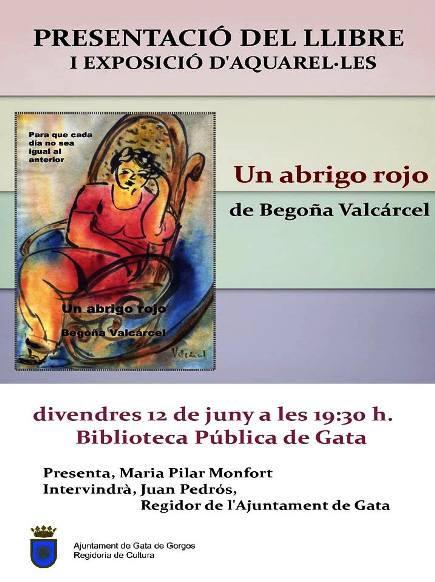 PRESENTACIÓ DEL LLIBRE
I EXPOSICIÓ D'AQUAREL·LES
Para que cada
día no sea
igual al
anterior
Un abrigo rojo
Begoña Valcárcel
Un abrigo rojo
de Begoña Valcárcel
divendres 12 de juny a les 19:30 h.
Biblioteca Pública de Gata
Presenta, Maria Pilar Monfort
Intervindrà, Juan Pedrós,
Regidor de l'Ajuntament de Gata
Ajuntament de Gata de Gorgos
Regidoria de Cultura